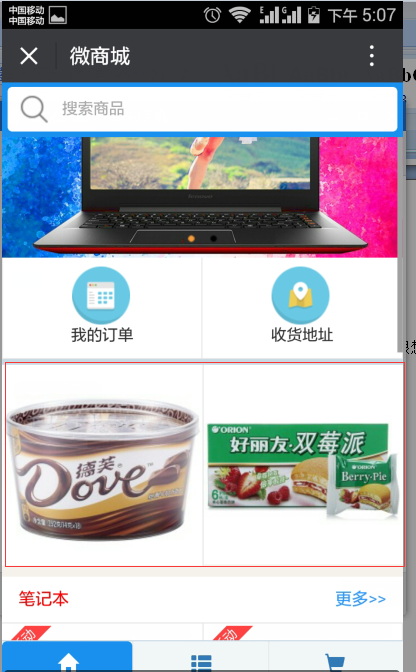 中国移动
中国移动
E G 下午 5:07
微商城
搜索商品
我的订单
收货地址
德芙
Dove
ORION
好丽友·双莓派
ORION
Berry·Pie
笔记本
更多>>